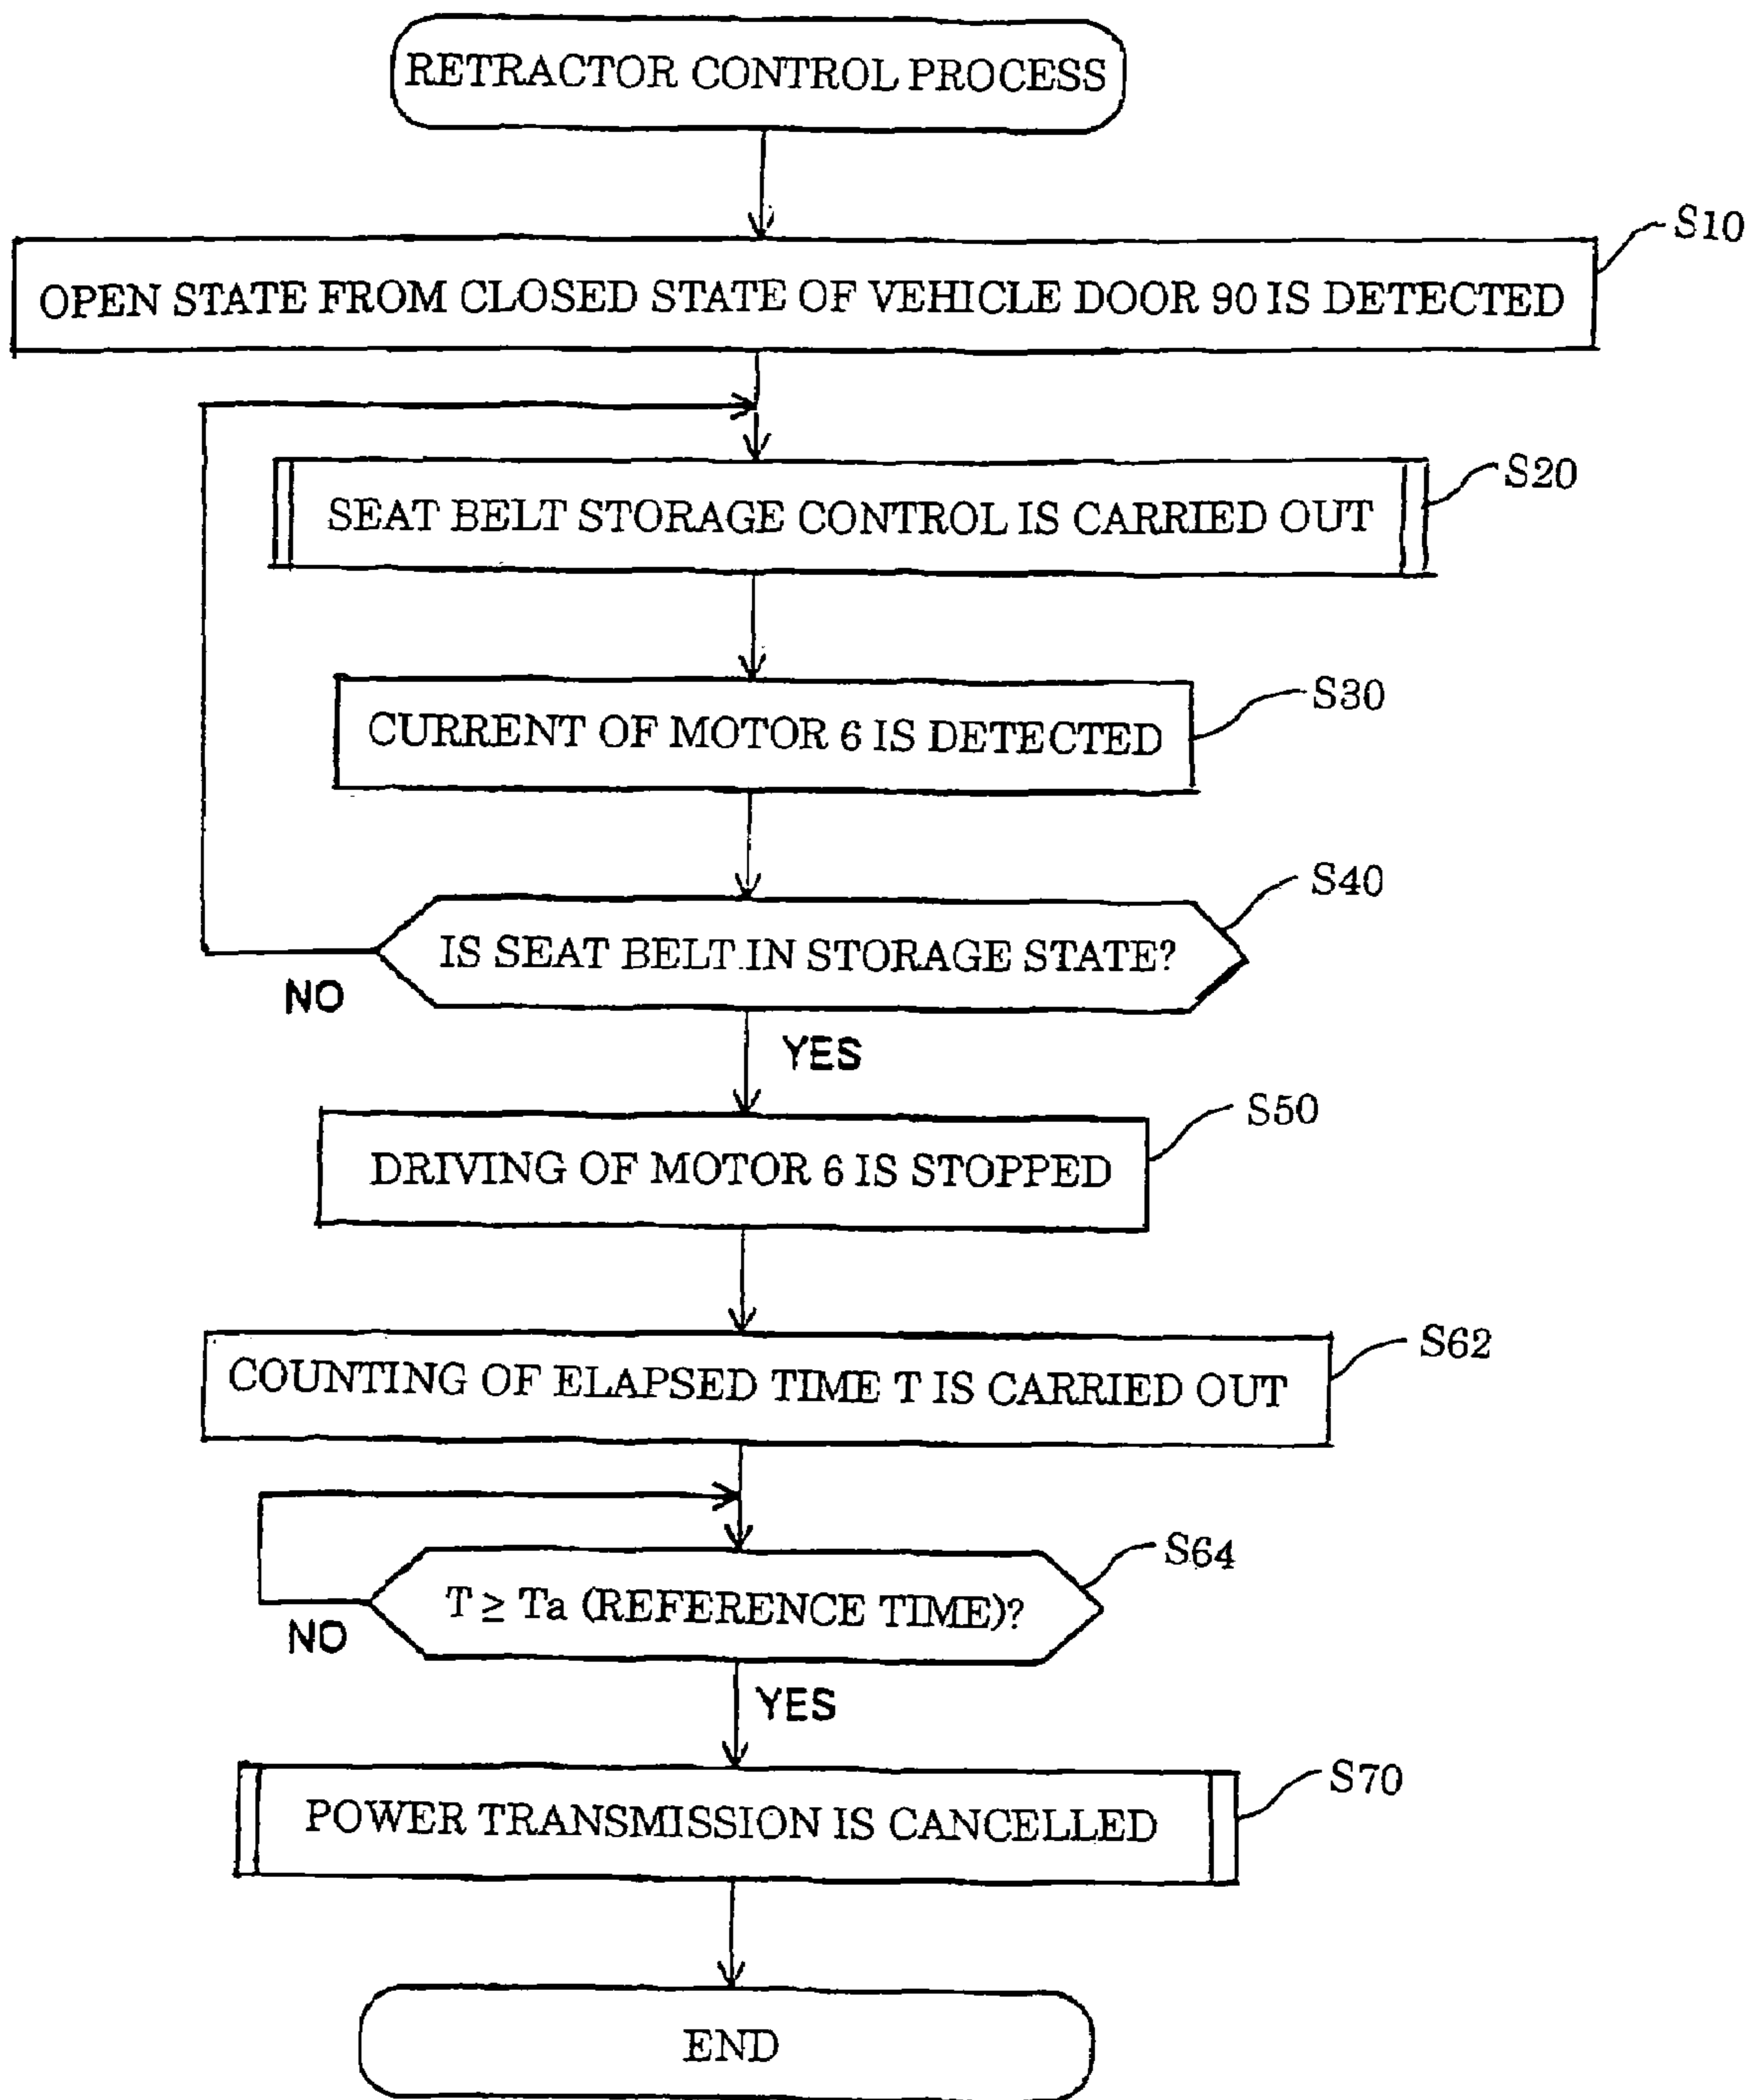 RETRACTOR CONTROL PROCESS
S10
OPEN STATE FROM CLOSED STATE OF VEHICLE DOOR 90 IS DETECTED
S20
SEAT BELT STORAGE CONTROL IS CARRIED OUT
S30
CURRENT OF MOTOR 6 IS DETECTED
S40
IS SEAT BELT IN STORAGE STATE?
NO
YES
S50
DRIVING OF MOTOR 6 IS STOPPED
S62
COUNTING OF ELAPSED TIME T IS CARRIED OUT
S64
T ≥ Ta (REFERENCE TIME)?
NO
YES
S70
POWER TRANSMISSION IS CANCELLED
END